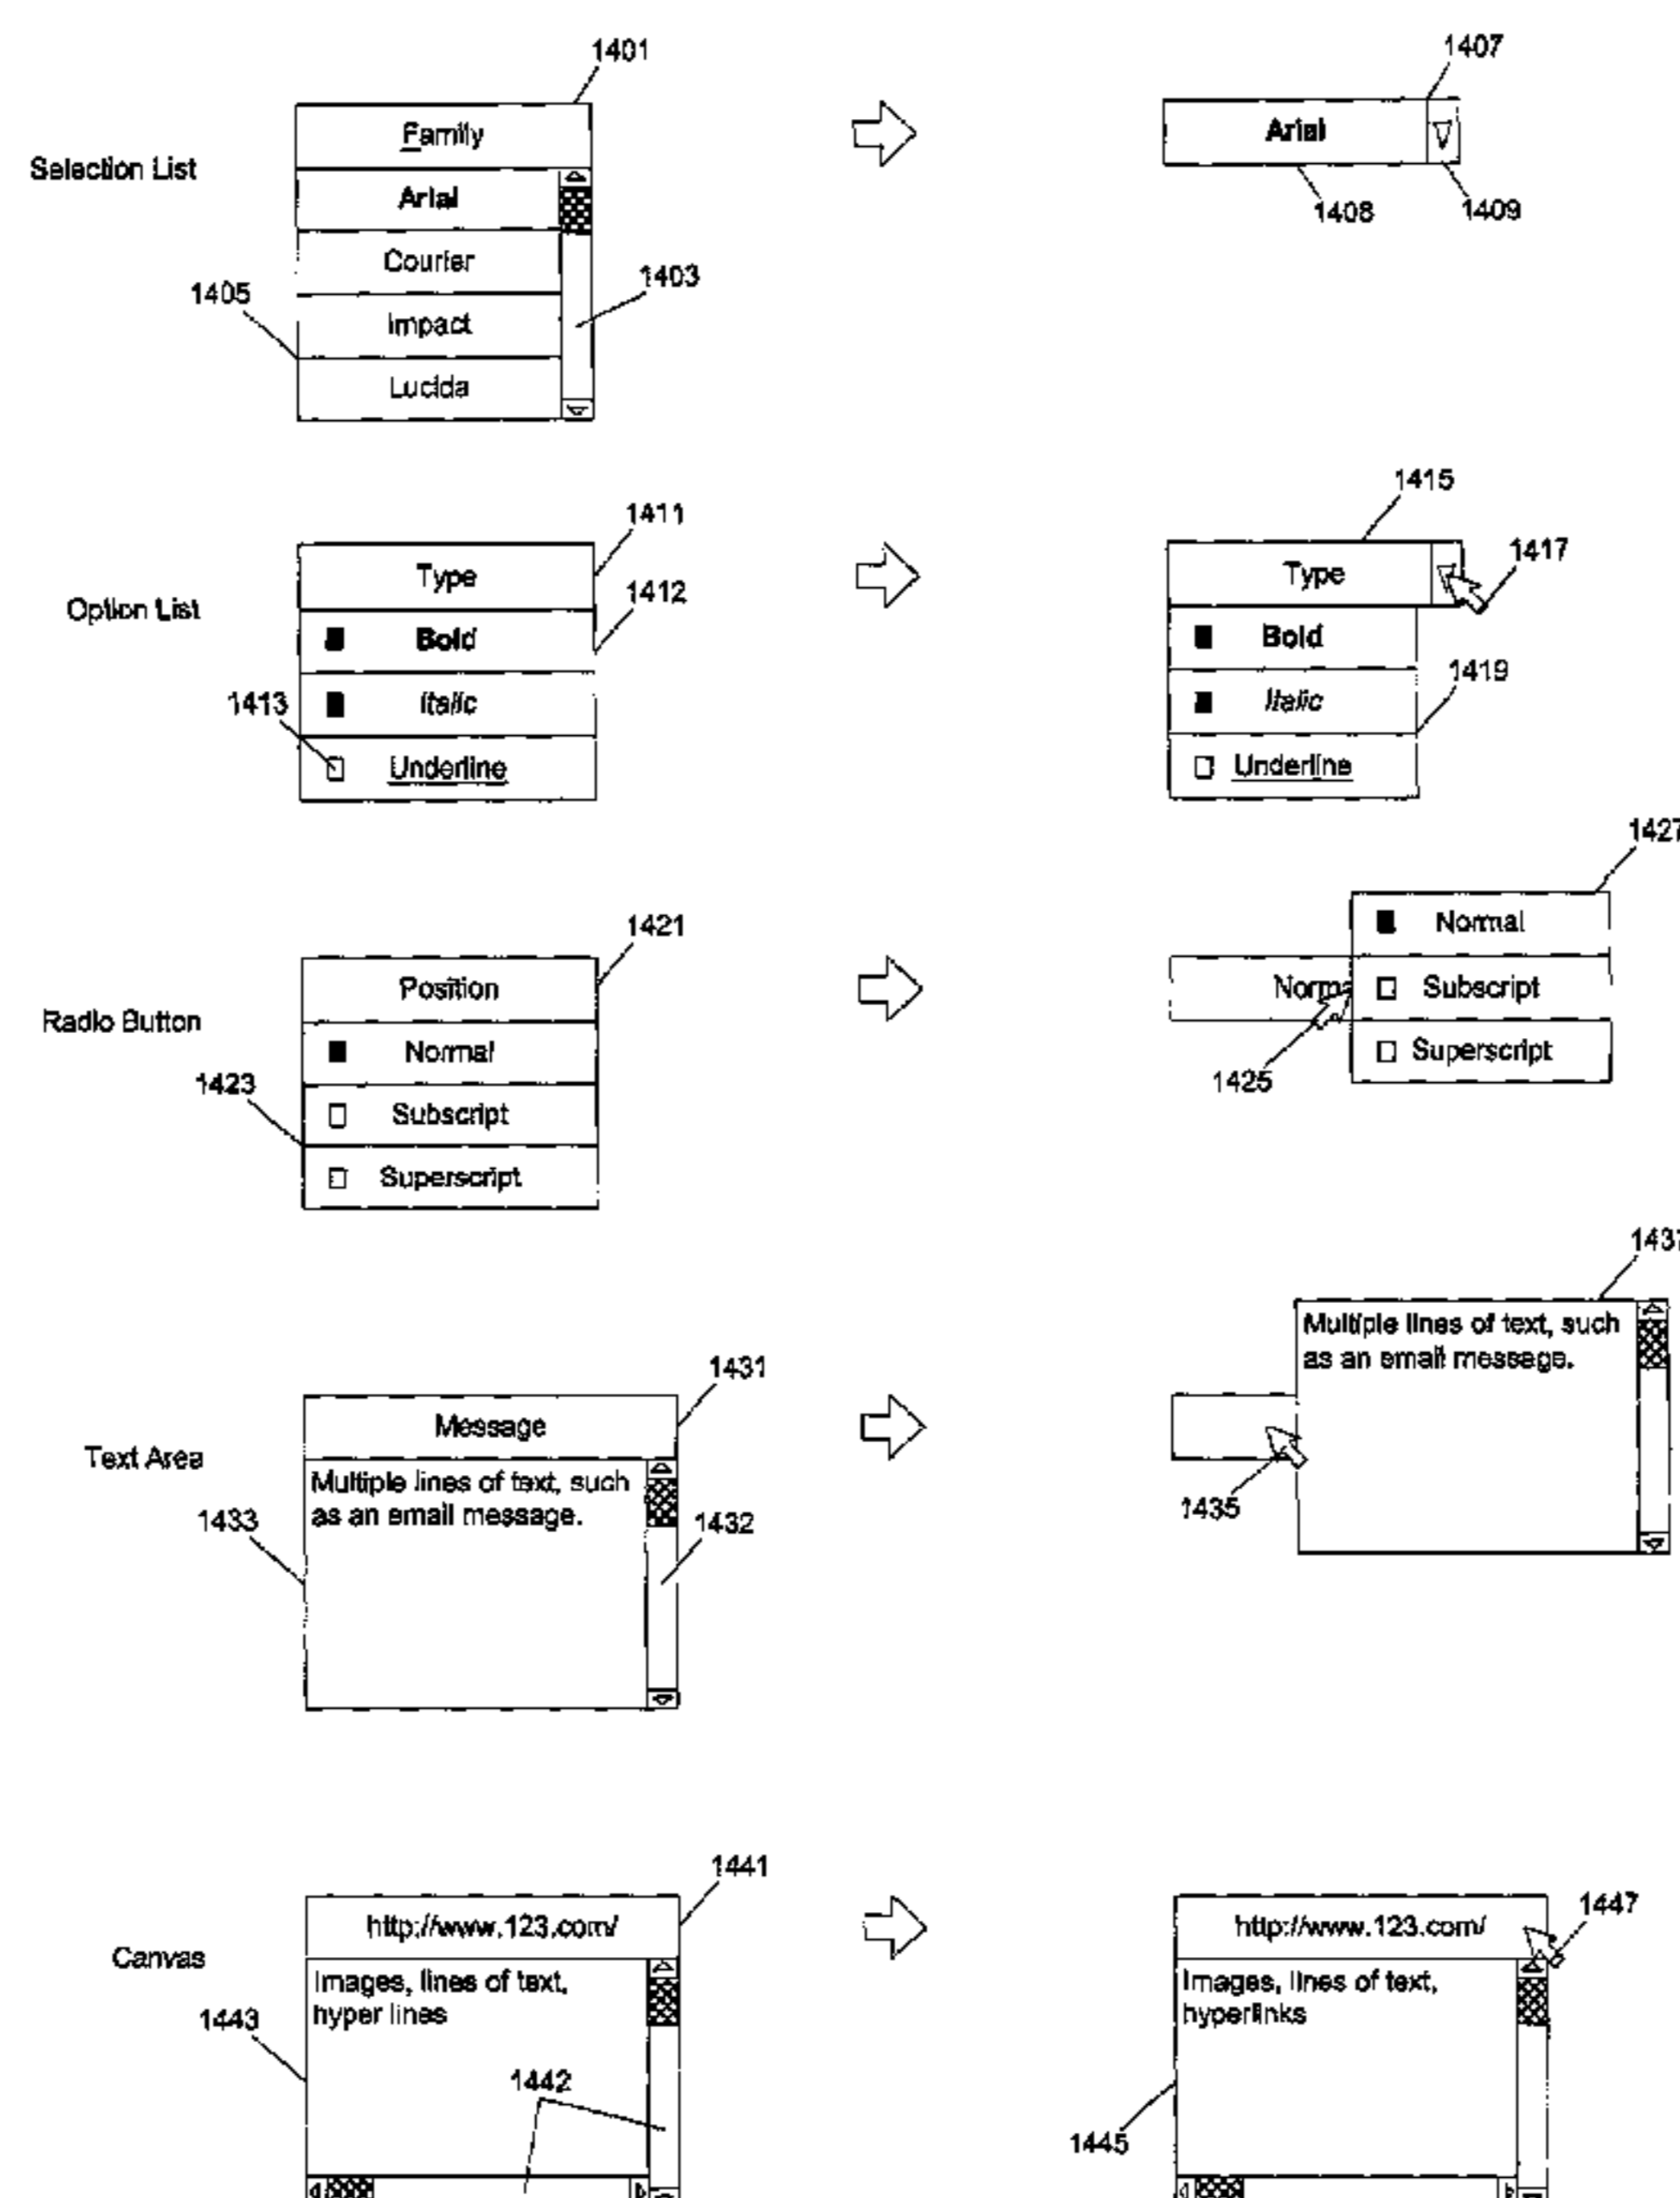 1401
1407
Family
Arial
Selection List
Arial
1408
1409
Courier
1403
1405
Impact
Lucida
1415
1411
1417
Type
Type
1412
Option List
Bold
Bold
1419
1413
Italic
Italic
Underline
Underline
1427
1421
Normal
Position
Norma
Subscript
Radio Button
Normal
Superscript
1423
1425
Subscript
Superscript
1437
Multiple lines of text, such
as an email message.
1431
Message
Text Area
Multiple lines of text, such
1433
as an email message.
1432
1435
1441
1447
http://www.123.com/
http://www.123.com/
Canvas
Images, lines of text,
hyper lines
Images, lines of text,
hyperlinks
1443
1442
1445